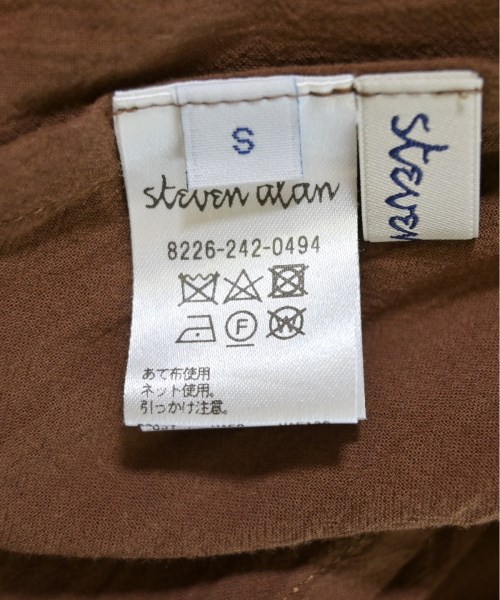 S
steven alan
8226-242-0494
F
W
あて布使用
ネット使用。
引っかけ注意。
steven